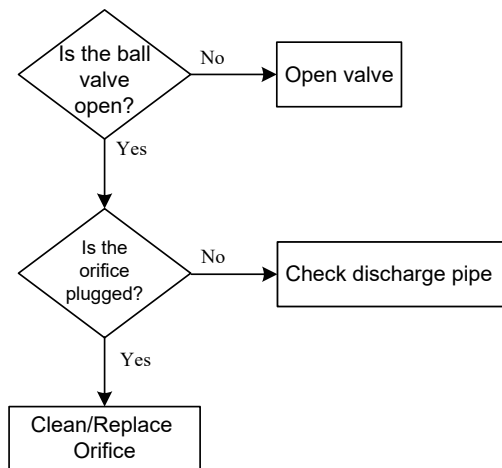 Is the ball
valve
open?
No
Open valve
Yes
Is the
orifice
plugged?
No
Check discharge pipe
Yes
Clean/Replace
Orifice